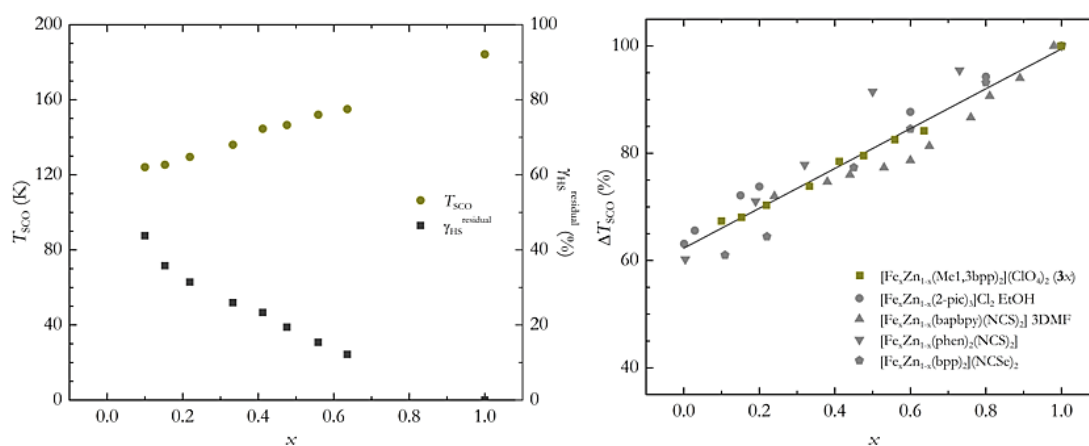 200
160
120
80
40
0
T_SCO (K)
100
80
60
40
20
0
γ_HS^residual (%)
T_SCO
γ_HS^residual
0.0 0.2 0.4 0.6 0.8 1.0
x
100
80
60
40
ΔT_SCO (%)
[Fe_xZn_1-x(Me1,3bpp)_2](ClO_4)_2 (3x)
[Fe_xZn_1-x(2-pic)_3]Cl_2 EtOH
[Fe_xZn_1-x(bapbpy)(NCS)_2] 3DMF
[Fe_xZn_1-x(phen)_2(NCS)_2]
[Fe_xZn_1-x(bpp)_2](NCSe)_2
0.0 0.2 0.4 0.6 0.8 1.0
x